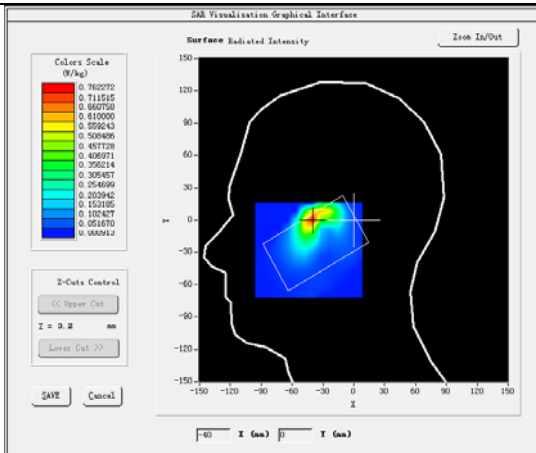 SAR Visualisation Graphical Interface
Surface Radiated Intensity
Zoom In/Out
Colors Scale
(W/kg)
0.762272
0.711515
0.660758
0.610000
0.559243
0.508486
0.457728
0.406971
0.356214
0.305457
0.254699
0.203942
0.153185
0.102427
0.051670
0.000913
Z-Cuts Control
<< Upper Cut
Z = 0.2 mm
Lower Cut >>
SAVE Cancel
150
120
90
60
30
0
-30
-60
-90
-120
-150
Y
-150 -120 -90 -60 -30 0 30 60 90 120 150
X
-40 X (mm) 0 Y (mm)